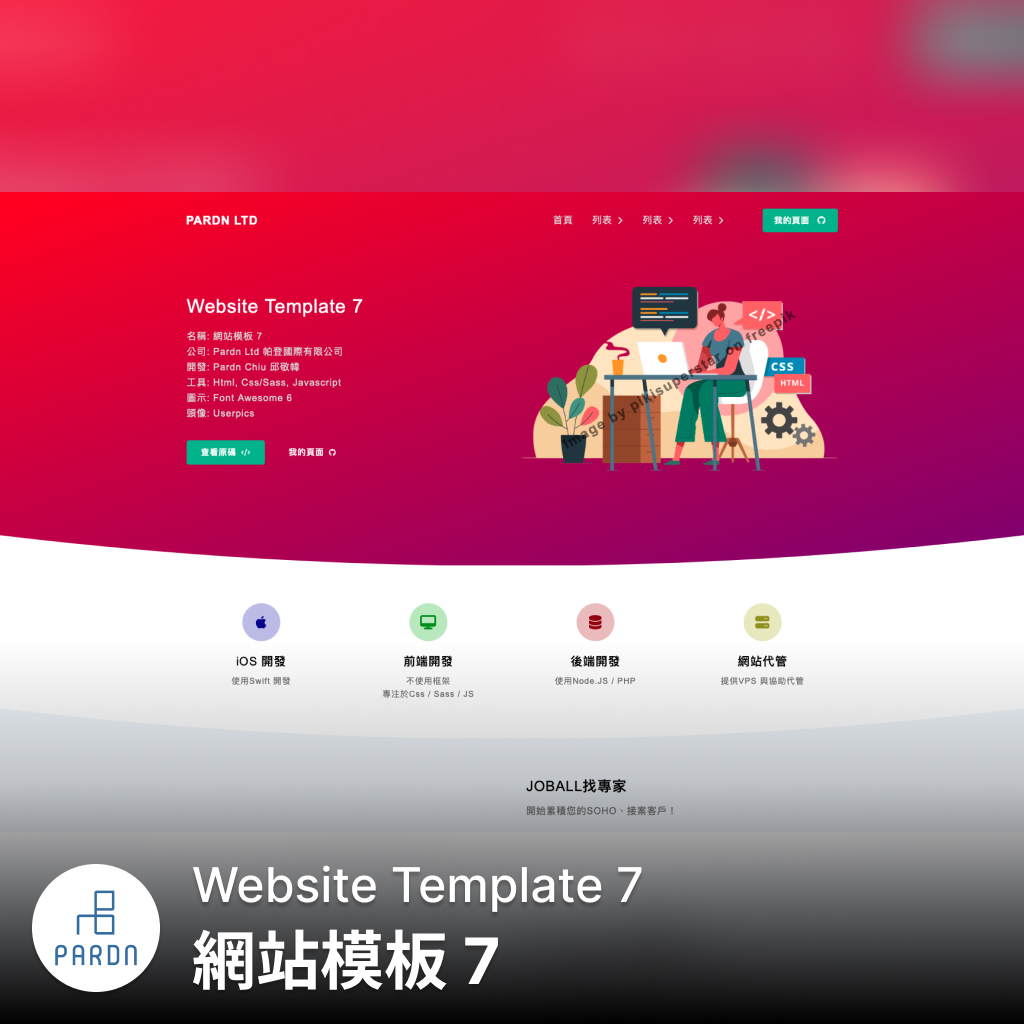 PARDN LTD
首頁 列表 列表 列表 我的頁面
Website Template 7
名稱: 網站模板 7
公司: Pardn Ltd 帕登國際有限公司
開發: Pardn Chiu 邱敬幃
工具: Html, Css/Sass, Javascript
圖示: Font Awesome 6
頭像: Userpics
查看原碼 </>
我的頁面
</>
CSS
HTML
image by pikisuperstar on freepik
iOS 開發
使用Swift 開發
前端開發
不使用框架
專注於Css / Sass / JS
後端開發
使用Node.JS / PHP
網站代管
提供VPS 與協助代管
JOBALL找專家
開始累積您的SOHO、接案客戶！
PARDN
Website Template 7
網站模板 7